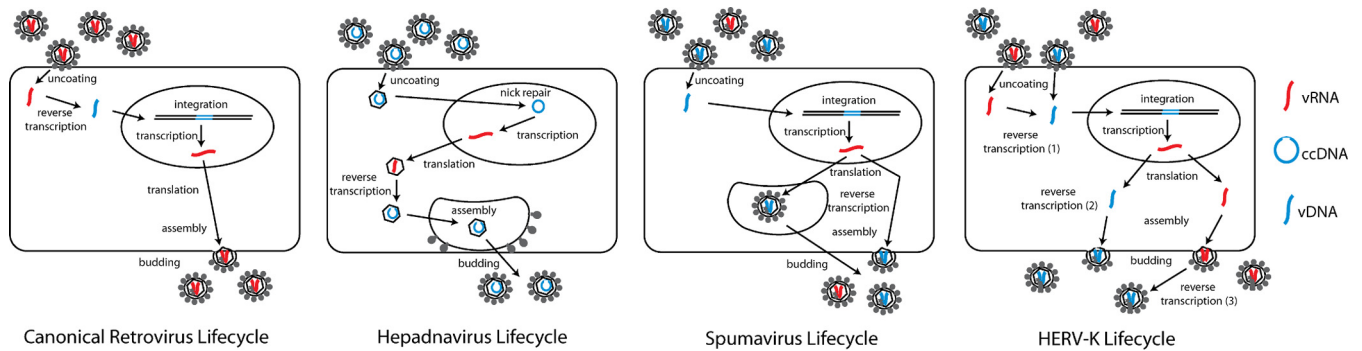 uncoating
reverse
transcription
integration
transcription
translation
assembly
budding
Canonical Retrovirus Lifecycle
uncoating
nick repair
transcription
translation
reverse
transcription
assembly
budding
Hepadnavirus Lifecycle
uncoating
integration
transcription
translation
reverse
transcription
assembly
budding
Spumavirus Lifecycle
uncoating
reverse
transcription (1)
integration
transcription
translation
reverse
transcription (2)
assembly
budding
reverse
transcription (3)
HERV-K Lifecycle
vRNA
ccDNA
vDNA